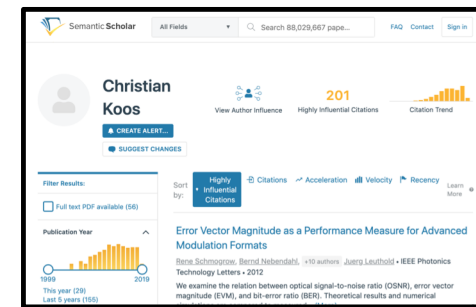 Semantic Scholar
All Fields
Search 88,029,667 pape...
FAQ Contact Sign in
Christian
Koos
CREATE ALERT...
SUGGEST CHANGES
View Author Influence
201
Highly Influential Citations
Citation Trend
Filter Results:
Full text PDF available (56)
Publication Year
1999 2019
This year (29)
Last 5 years (155)
Sort by:
Highly
Influential
Citations
Citations Acceleration Velocity Recency
Learn
More
Error Vector Magnitude as a Performance Measure for Advanced
Modulation Formats
Rene Schmogrow, Bernd Nebendahl, +10 authors Juerg Leuthold • IEEE Photonics
Technology Letters • 2012
We examine the relation between optical signal-to-noise ratio (OSNR), error vector
magnitude (EVM), and bit-error ratio (BER). Theoretical results and numerical